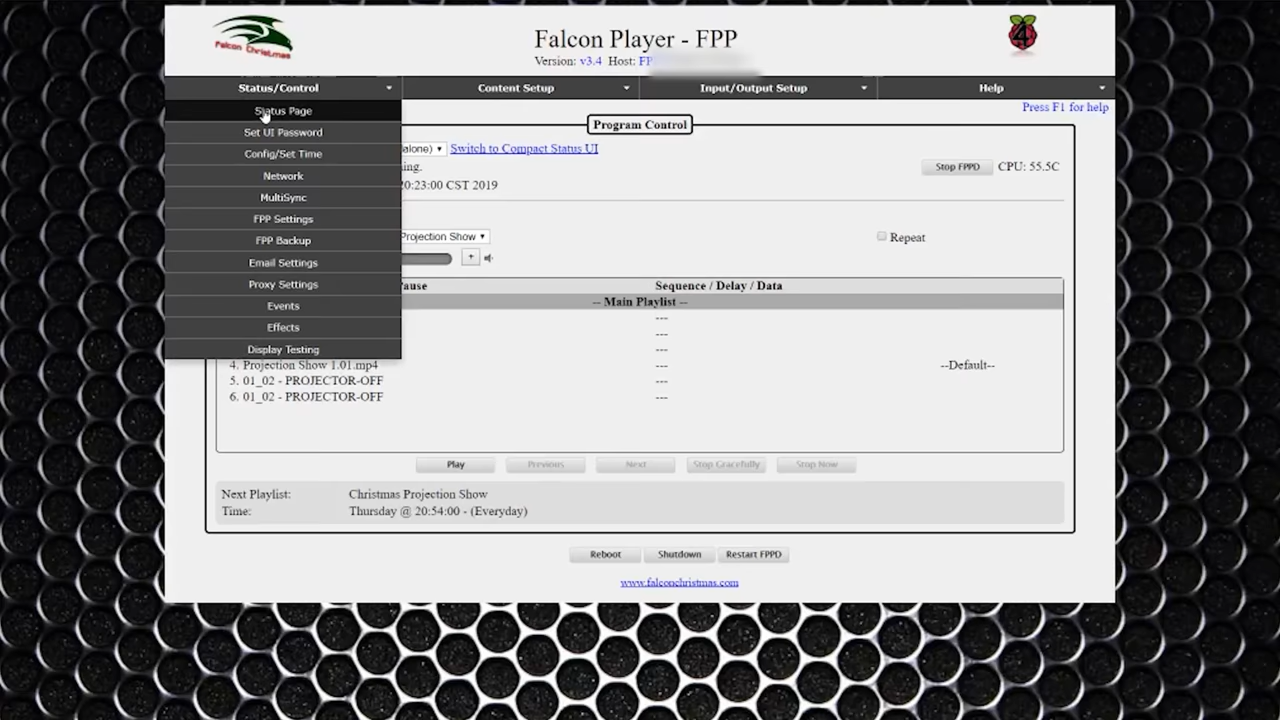 Falcon Christmas
4
Falcon Player - FPP
Version: v3.4 Host: FP
Status/Control
Content Setup
Input/Output Setup
Help
Press F1 for help
Status Page
Set UI Password
Config/Set Time
Network
MultiSync
FPP Settings
FPP Backup
Email Settings
Proxy Settings
Events
Effects
Display Testing
Program Control
alone)
Switch to Compact Status UI
ing.
Stop FPPD
CPU: 55.5C
20:23:00 CST 2019
Projection Show
Repeat
+
ause
Sequence / Delay / Data
-- Main Playlist --
---
---
---
4. Projection Show 1.01.mp4
---
--Default--
5. 01_02 - PROJECTOR-OFF
---
6. 01_02 - PROJECTOR-OFF
---
Play
Previous
Next
Stop Gracefully
Stop Now
Next Playlist: Christmas Projection Show
Time: Thursday @ 20:54:00 - (Everyday)
Reboot
Shutdown
Restart FPPD
www.falconchristmas.com